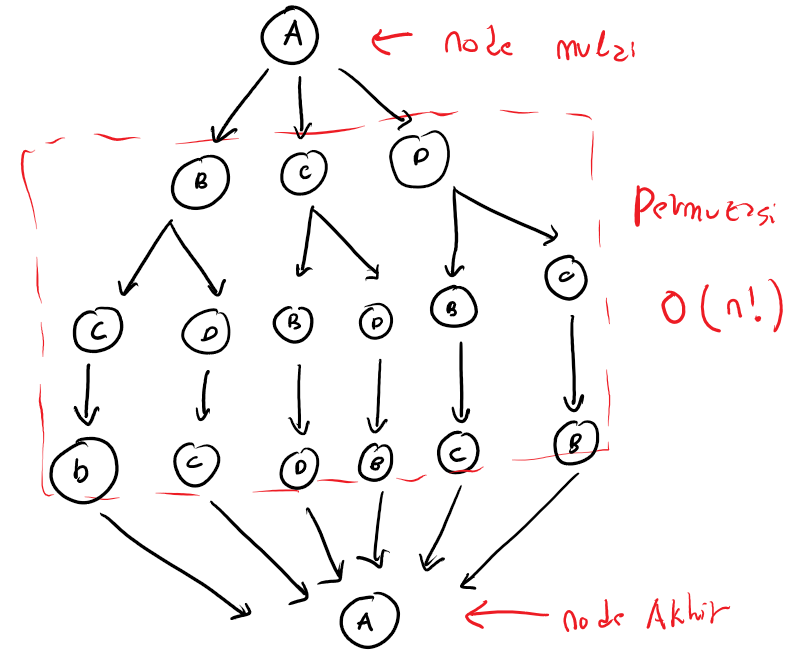 A
← node mulai
B C D
Permutasi
C D B D B C
O(n!)
b C D B C B
A
← node Akhir